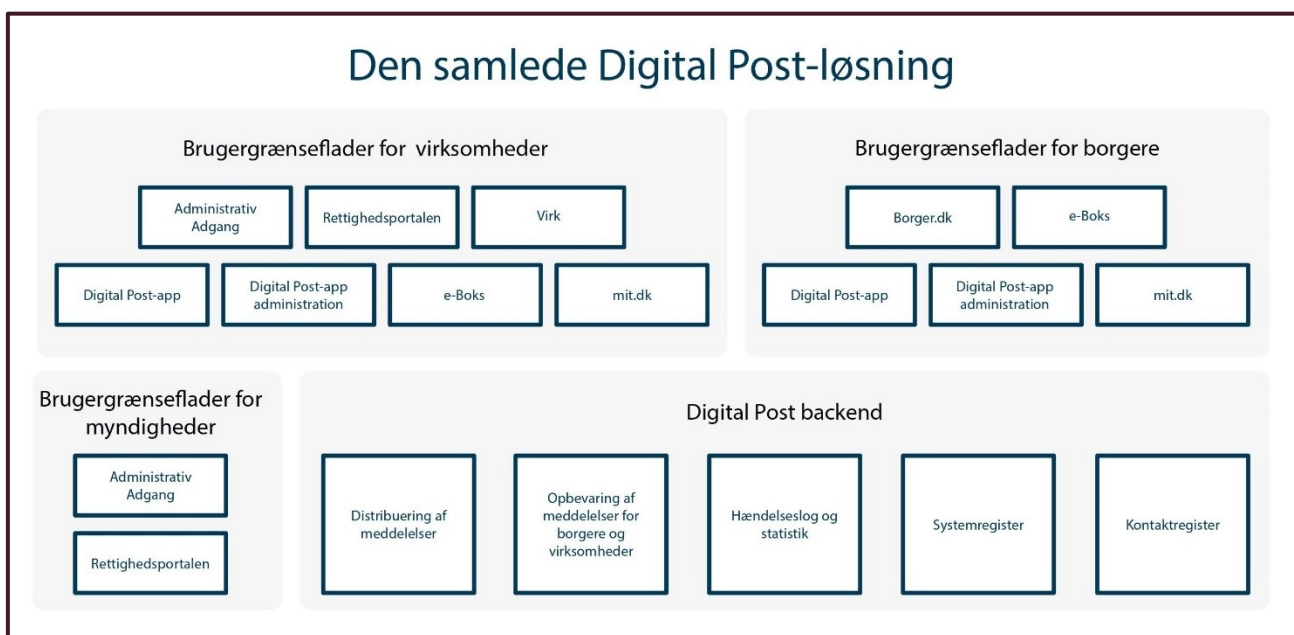 Den samlede Digital Post-løsning
Brugergrænseflader for virksomheder
Administrativ
Adgang
Rettighedsportalen
Virk
Digital Post-app
Digital Post-app
administration
e-Boks
mit.dk
Brugergrænseflader for borgere
Borger.dk
e-Boks
Digital Post-app
Digital Post-app
administration
mit.dk
Brugergrænseflader for
myndigheder
Administrativ
Adgang
Rettighedsportalen
Digital Post backend
Distribuering af
meddelelser
Opbevaring af
meddelelser for
borgere og
virksomheder
Hændelseslog og
statistik
Systemregister
Kontaktregister